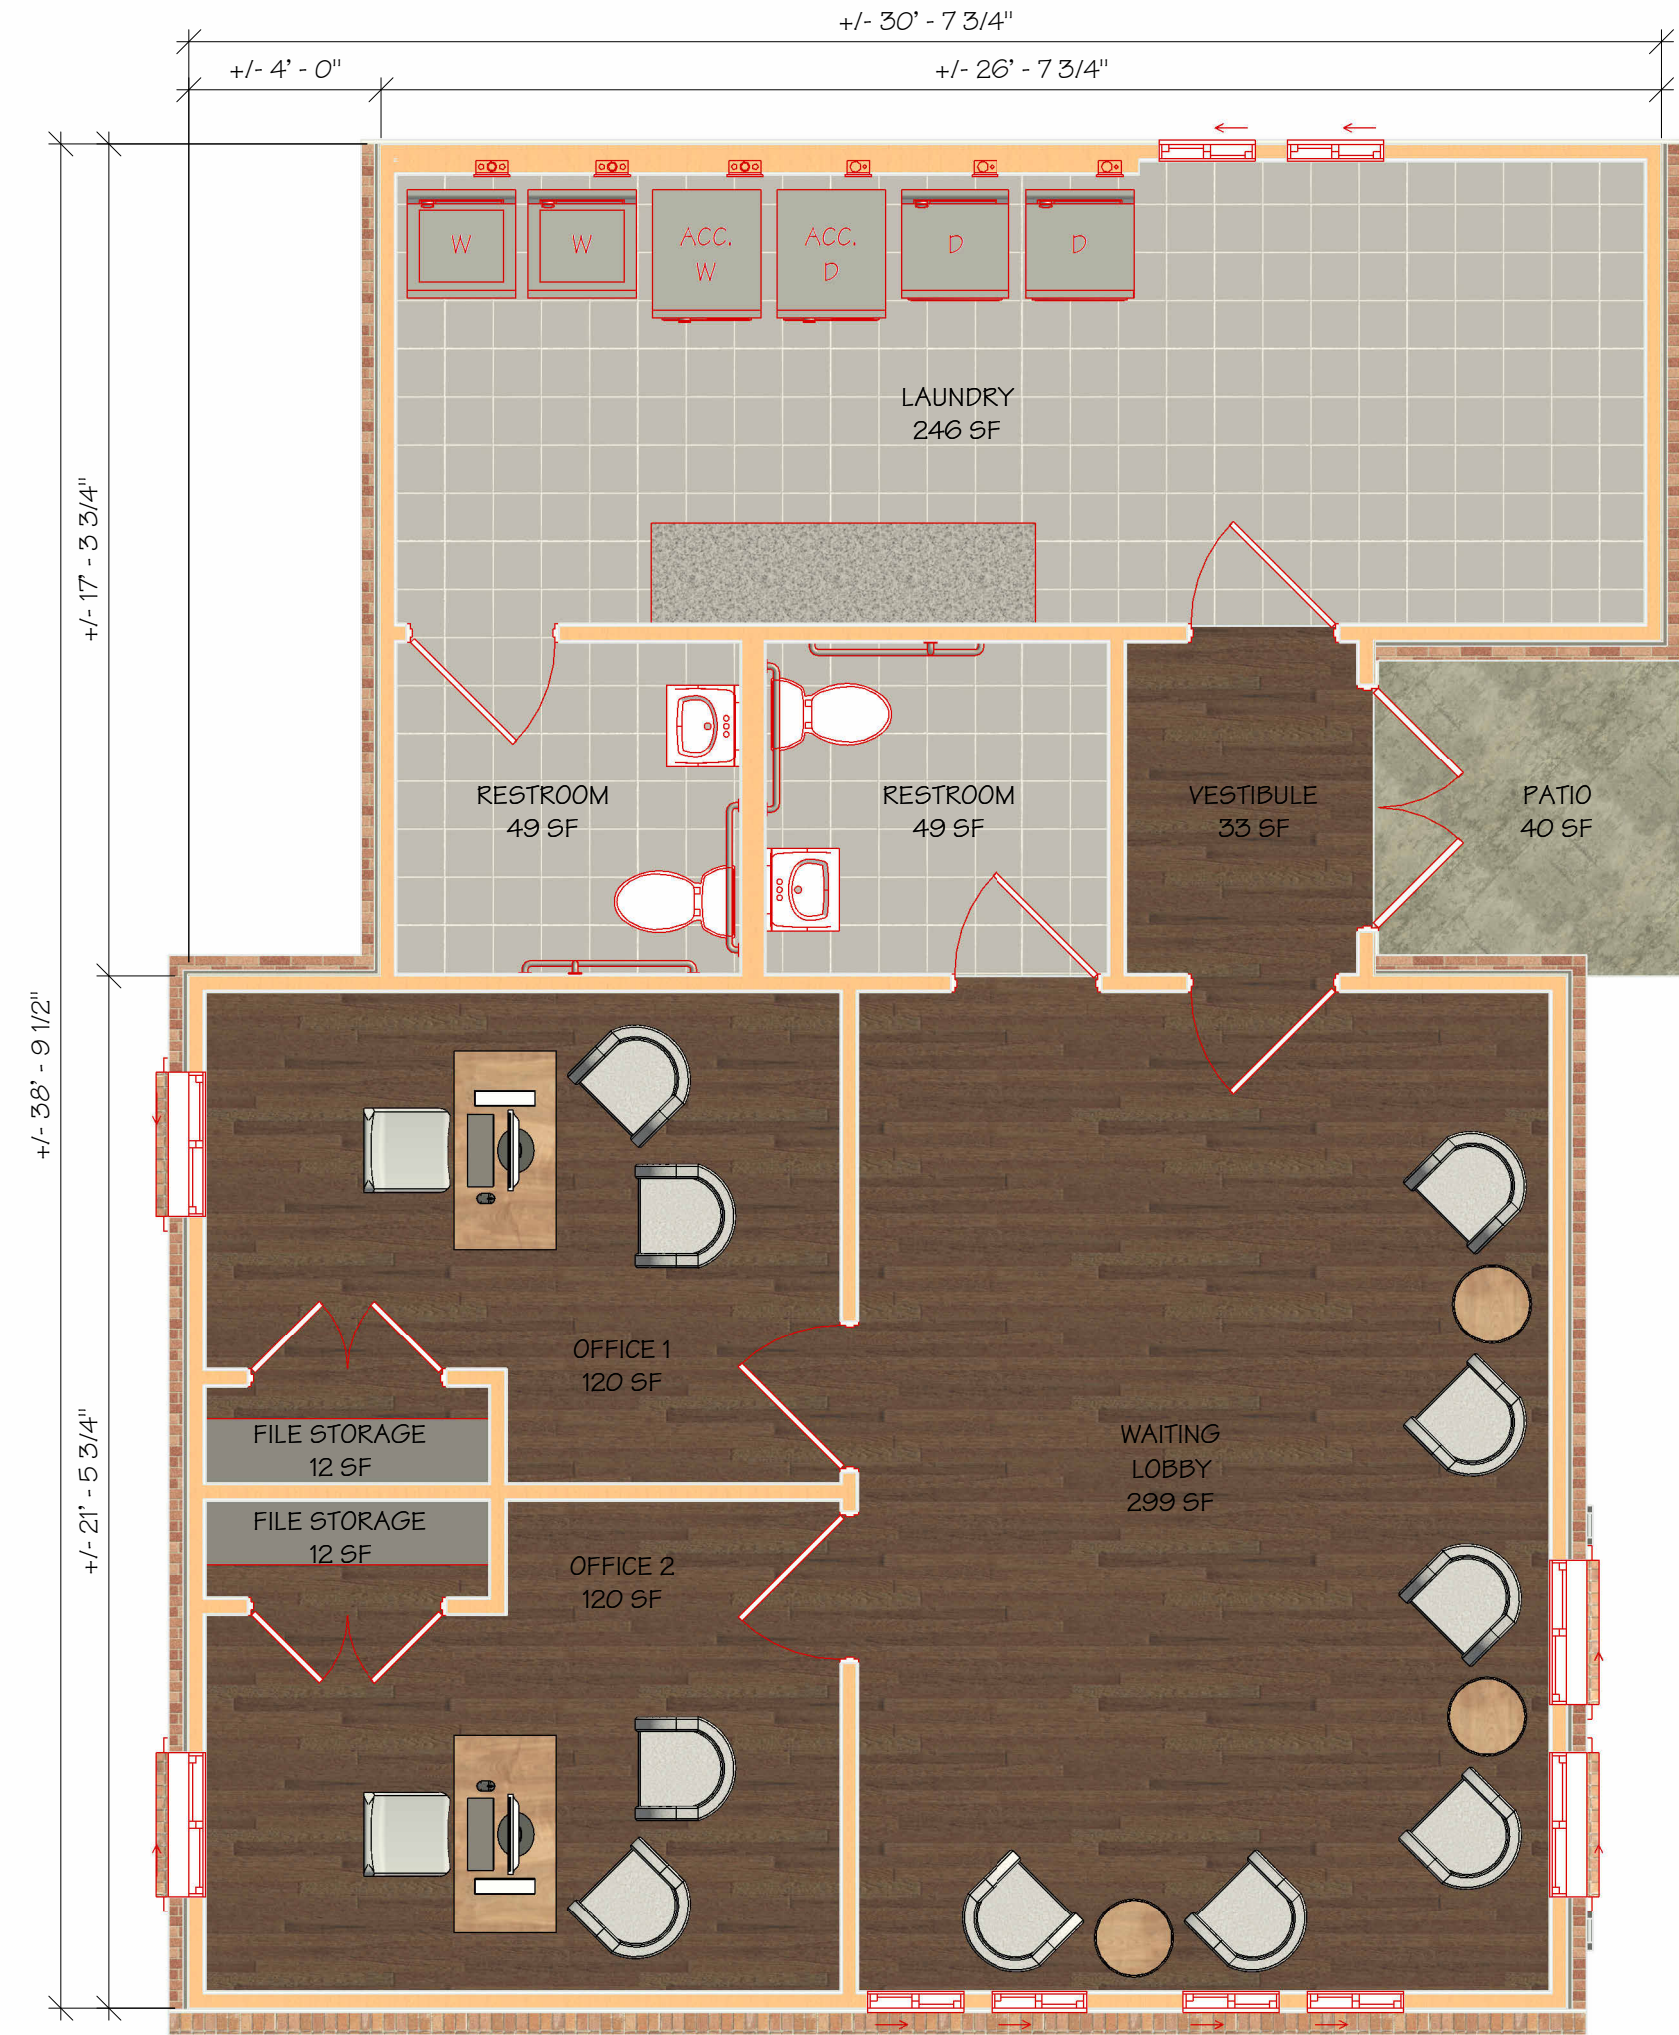 +/- 30' - 7 3/4"
+/- 4' - 0"
+/- 26' - 7 3/4"
W
W
ACC.
W
ACC.
D
D
D
LAUNDRY
246 SF
+/- 17' - 3 3/4"
RESTROOM
49 SF
RESTROOM
49 SF
VESTIBULE
33 SF
PATIO
40 SF
+/- 38' - 9 1/2"
OFFICE 1
120 SF
FILE STORAGE
12 SF
WAITING
LOBBY
299 SF
+/- 21' - 5 3/4"
FILE STORAGE
12 SF
OFFICE 2
120 SF